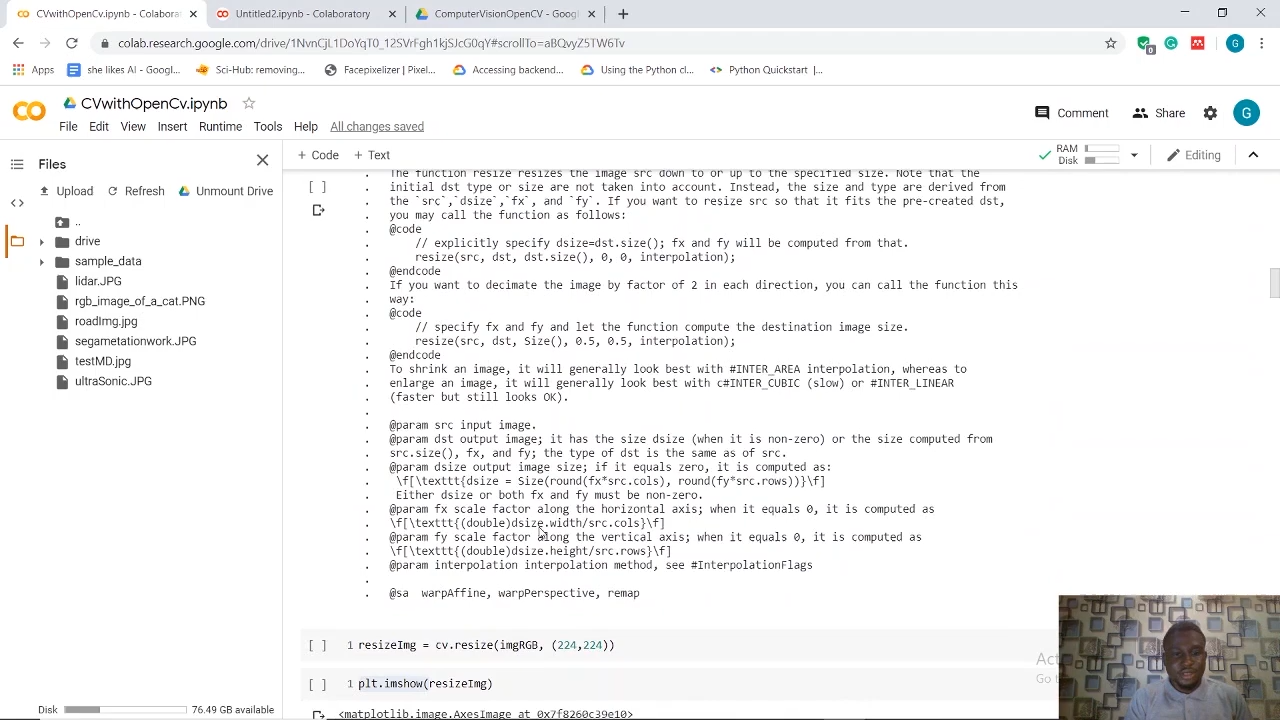 CVwithOpenCv.ipynb - Colaborat
Untitled2.ipynb - Colaboratory
ComputerVisionOpenCV - Goog
colab.research.google.com/drive/1NvnCjL1DoYqT0_12SVrFgh1kjSJcG0qY#scrollTo=aBQvyZ5TW6Tv
Apps
she likes AI - Googl...
Sci-Hub: removing...
Facepixelizer | Pixel...
Accessing backend...
Using the Python cl...
Python Quickstart |...
CVwithOpenCv.ipynb
Comment
Share
G
File Edit View Insert Runtime Tools Help All changes saved
Files
+ Code + Text
RAM
Disk
Editing
Upload Refresh Unmount Drive
..
drive
sample_data
lidar.JPG
rgb_image_of_a_cat.PNG
roadImg.jpg
segametationwork.JPG
testMD.jpg
ultraSonic.JPG
Disk 76.49 GB available
. The function resize resizes the image src down to or up to the specified size. Note that the
[ ] . initial dst type or size are not taken into account. Instead, the size and type are derived from
. the `src`,`dsize`,`fx`, and `fy`. If you want to resize src so that it fits the pre-created dst,
. you may call the function as follows:
. @code
. // explicitly specify dsize=dst.size(); fx and fy will be computed from that.
. resize(src, dst, dst.size(), 0, 0, interpolation);
. @endcode
. If you want to decimate the image by factor of 2 in each direction, you can call the function this
. way:
. @code
. // specify fx and fy and let the function compute the destination image size.
. resize(src, dst, Size(), 0.5, 0.5, interpolation);
. @endcode
. To shrink an image, it will generally look best with #INTER_AREA interpolation, whereas to
. enlarge an image, it will generally look best with c#INTER_CUBIC (slow) or #INTER_LINEAR
. (faster but still looks OK).
.
. @param src input image.
. @param dst output image; it has the size dsize (when it is non-zero) or the size computed from
. src.size(), fx, and fy; the type of dst is the same as of src.
. @param dsize output image size; if it equals zero, it is computed as:
. \f[\texttt{dsize = Size(round(fx*src.cols), round(fy*src.rows))}\f]
. Either dsize or both fx and fy must be non-zero.
. @param fx scale factor along the horizontal axis; when it equals 0, it is computed as
. \f[\texttt{(double)dsize.width/src.cols}\f]
. @param fy scale factor along the vertical axis; when it equals 0, it is computed as
. \f[\texttt{(double)dsize.height/src.rows}\f]
. @param interpolation interpolation method, see #InterpolationFlags
.
. @sa warpAffine, warpPerspective, remap
[ ] 1 resizeImg = cv.resize(imgRGB, (224,224))
[ ] 1 plt.imshow(resizeImg)
<matplotlib.image.AxesImage at 0x7f8260c39e10>
Act
Go t